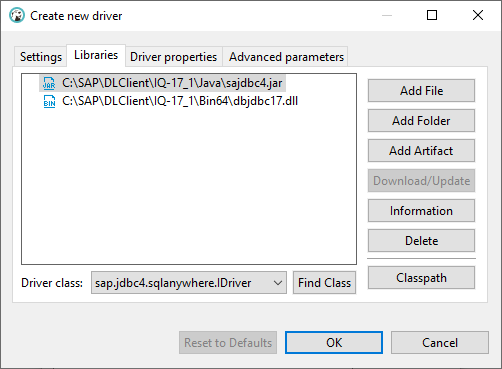 Create new driver
Settings Libraries Driver properties Advanced parameters
JAR C:\SAP\DLClient\IQ-17_1\Java\sajdbc4.jar
BIN C:\SAP\DLClient\IQ-17_1\Bin64\dbjdbc17.dll
Add File
Add Folder
Add Artifact
Download/Update
Information
Delete
Driver class: sap.jdbc4.sqlanywhere.IDriver Find Class Classpath
Reset to Defaults OK Cancel